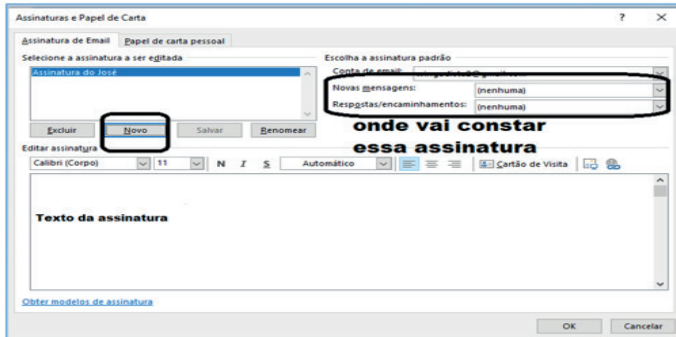 Assinaturas e Papel de Carta ? ✕
Assinatura de Email Papel de carta pessoal
Selecione a assinatura a ser editada Escolha a assinatura padrão
Assinatura do José Conta de email:
Novas mensagens: (nenhuma)
Respostas/encaminhamentos: (nenhuma)
Excluir Novo Salvar Renomear
onde vai constar
essa assinatura
Editar assinatura
Calibri (Corpo) 11 N I S Automático Cartão de Visita
Texto da assinatura
Obter modelos de assinatura
OK Cancelar